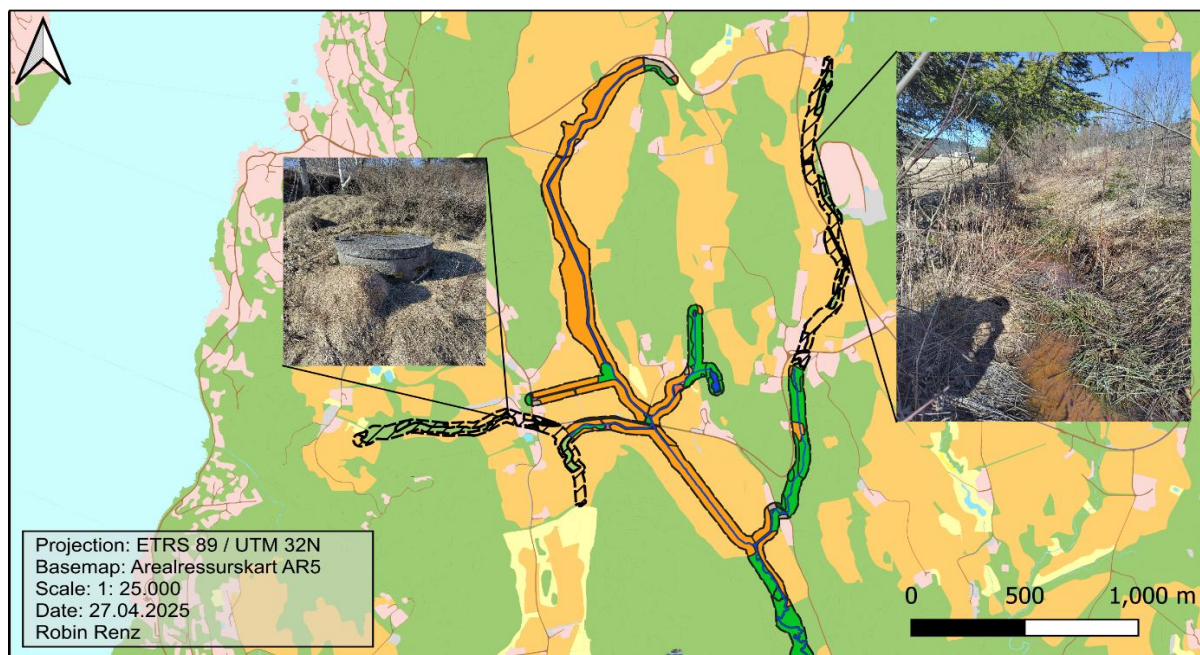 Projection: ETRS 89 / UTM 32N
Basemap: Arealressurskart AR5
Scale: 1: 25.000
Date: 27.04.2025
Robin Renz
0 500 1,000 m